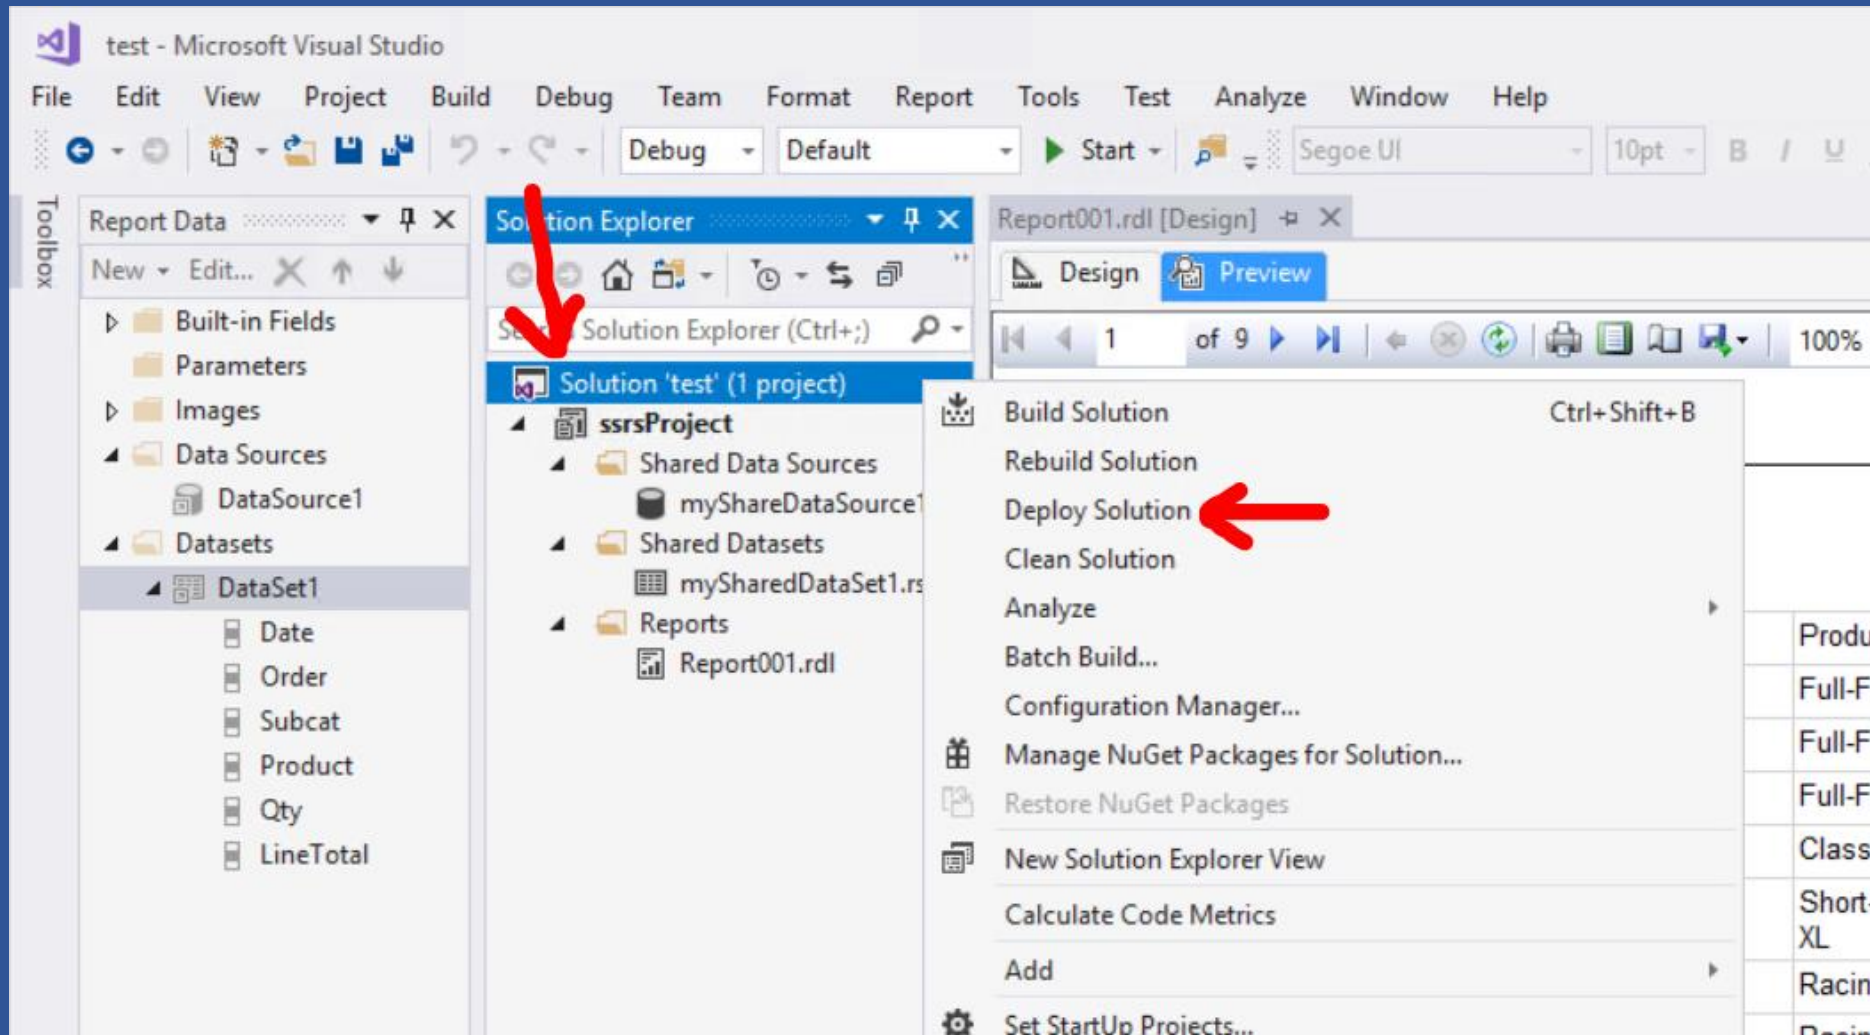 test - Microsoft Visual Studio
File Edit View Project Build Debug Team Format Report Tools Test Analyze Window Help
Debug Default Start Segoe UI 10pt B I U
Toolbox
Report Data
New Edit...
Built-in Fields
Parameters
Images
Data Sources
DataSource1
Datasets
DataSet1
Date
Order
Subcat
Product
Qty
LineTotal
Solution Explorer
Solution Explorer (Ctrl+;)
Solution 'test' (1 project)
ssrsProject
Shared Data Sources
myShareDataSource1
Shared Datasets
mySharedDataSet1.rs
Reports
Report001.rdl
Report001.rdl [Design]
Design Preview
1 of 9 100%
Build Solution Ctrl+Shift+B
Rebuild Solution
Deploy Solution
Clean Solution
Analyze
Batch Build...
Configuration Manager...
Manage NuGet Packages for Solution...
Restore NuGet Packages
New Solution Explorer View
Calculate Code Metrics
Add
Set StartUp Projects...
Produ
Full-F
Full-F
Full-F
Class
Short-
XL
Racin